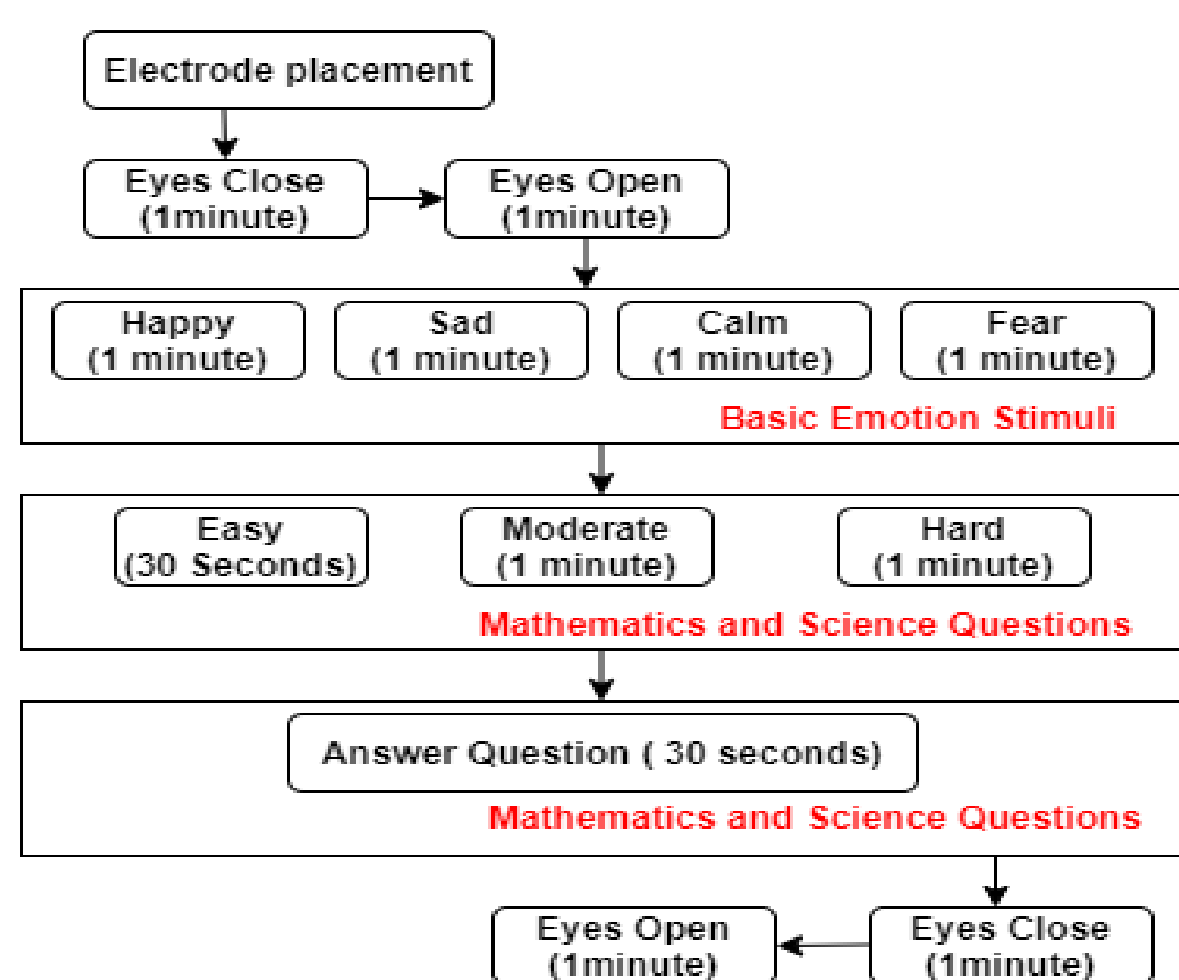 Electrode placement
Eyes Close
(1minute)
Eyes Open
(1minute)
Happy
(1 minute)
Sad
(1 minute)
Calm
(1 minute)
Fear
(1 minute)
Basic Emotion Stimuli
Easy
(30 Seconds)
Moderate
(1 minute)
Hard
(1 minute)
Mathematics and Science Questions
Answer Question ( 30 seconds)
Mathematics and Science Questions
Eyes Open
(1minute)
Eyes Close
(1minute)